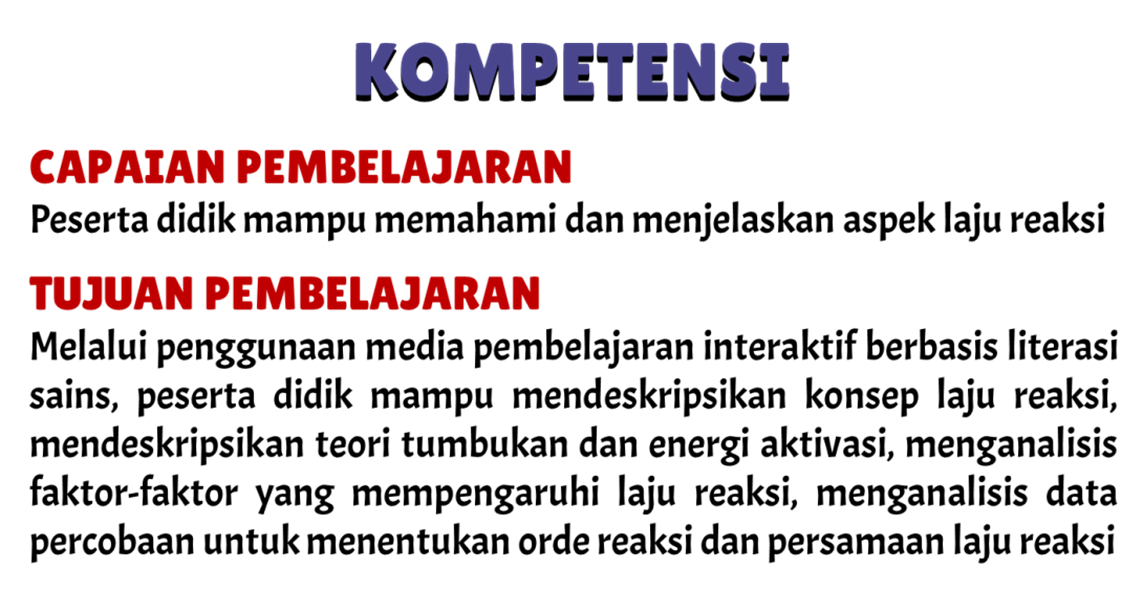 KOMPETENSI
CAPAIAN PEMBELAJARAN
Peserta didik mampu memahami dan menjelaskan aspek laju reaksi
TUJUAN PEMBELAJARAN
Melalui penggunaan media pembelajaran interaktif berbasis literasi
sains, peserta didik mampu mendeskripsikan konsep laju reaksi,
mendeskripsikan teori tumbukan dan energi aktivasi, menganalisis
faktor-faktor yang mempengaruhi laju reaksi, menganalisis data
percobaan untuk menentukan orde reaksi dan persamaan laju reaksi